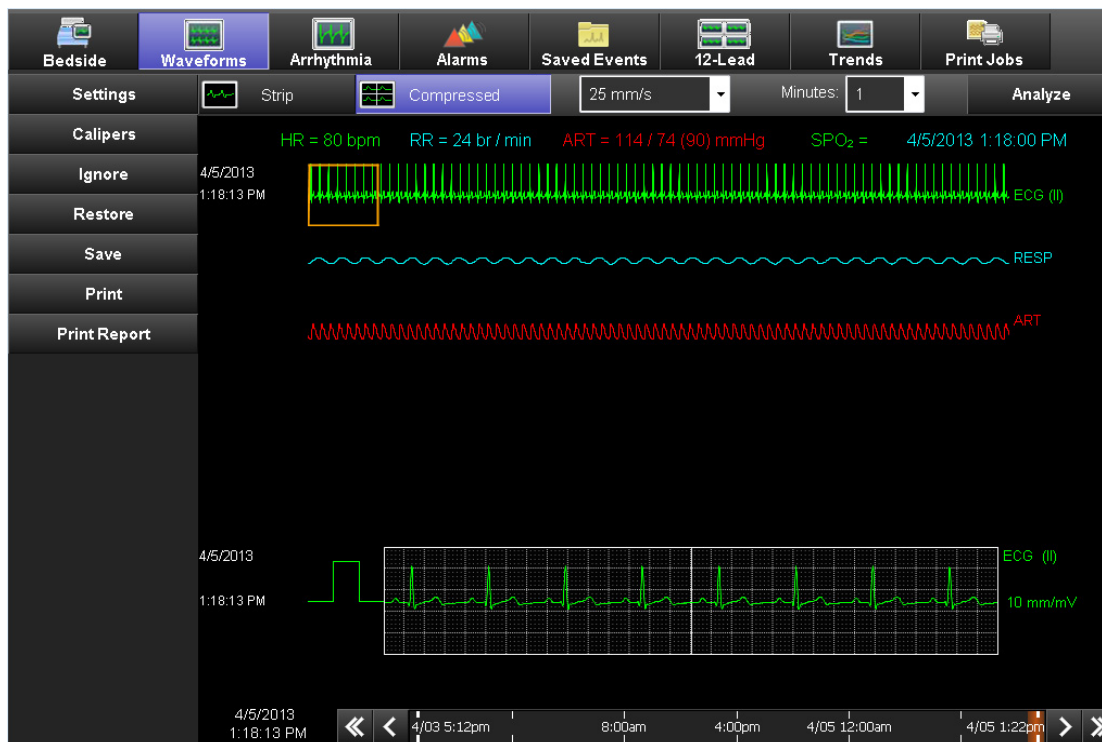 Bedside Waveforms Arrhythmia Alarms Saved Events 12-Lead Trends Print Jobs
Settings Strip Compressed 25 mm/s Minutes: 1 Analyze
Calipers
HR = 80 bpm RR = 24 br / min ART = 114 / 74 (90) mmHg SPO₂ = 4/5/2013 1:18:00 PM
Ignore
4/5/2013
1:18:13 PM ECG (II)
Restore
Save
RESP
Print
Print Report
ART
4/5/2013 ECG (II)
1:18:13 PM 10 mm/mV
4/5/2013
1:18:13 PM
4/03 5:12pm 8:00am 4:00pm 4/05 12:00am 4/05 1:22pm